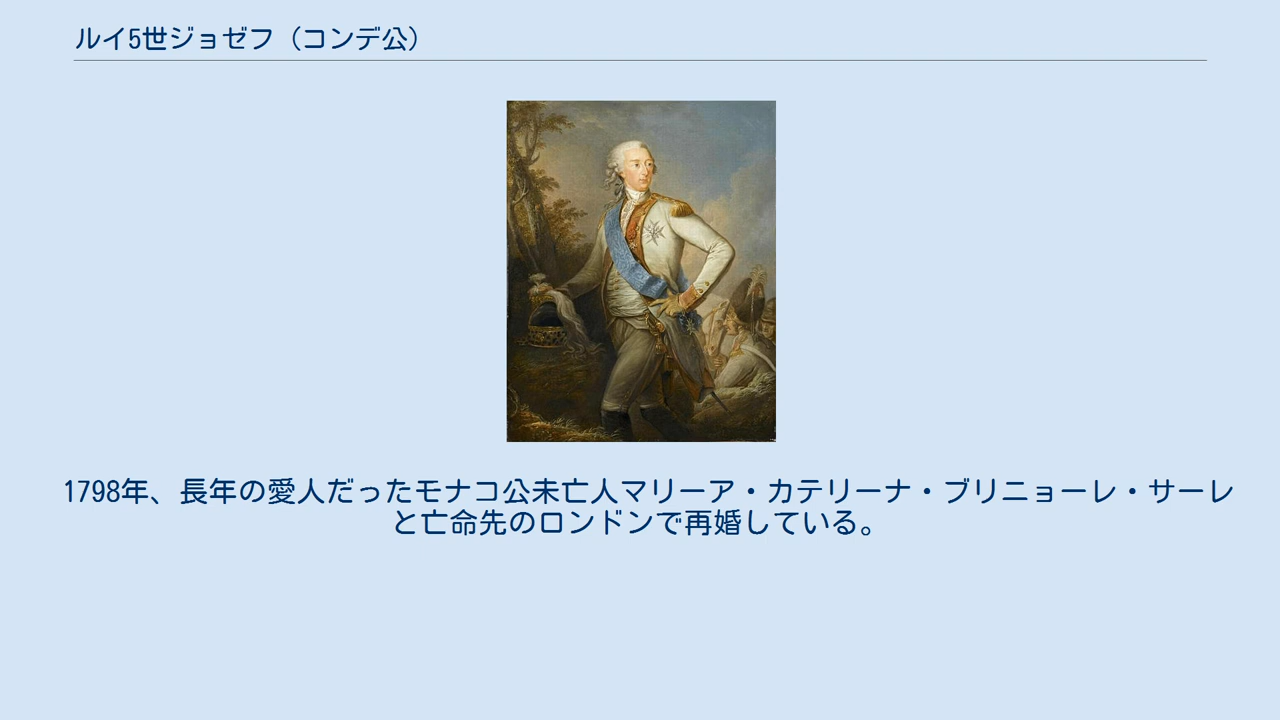 ルイ5世ジョゼフ（コンデ公）
1798年、長年の愛人だったモナコ公未亡人マリーア・カテリーナ・ブリニョーレ・サーレ
と亡命先のロンドンで再婚している。